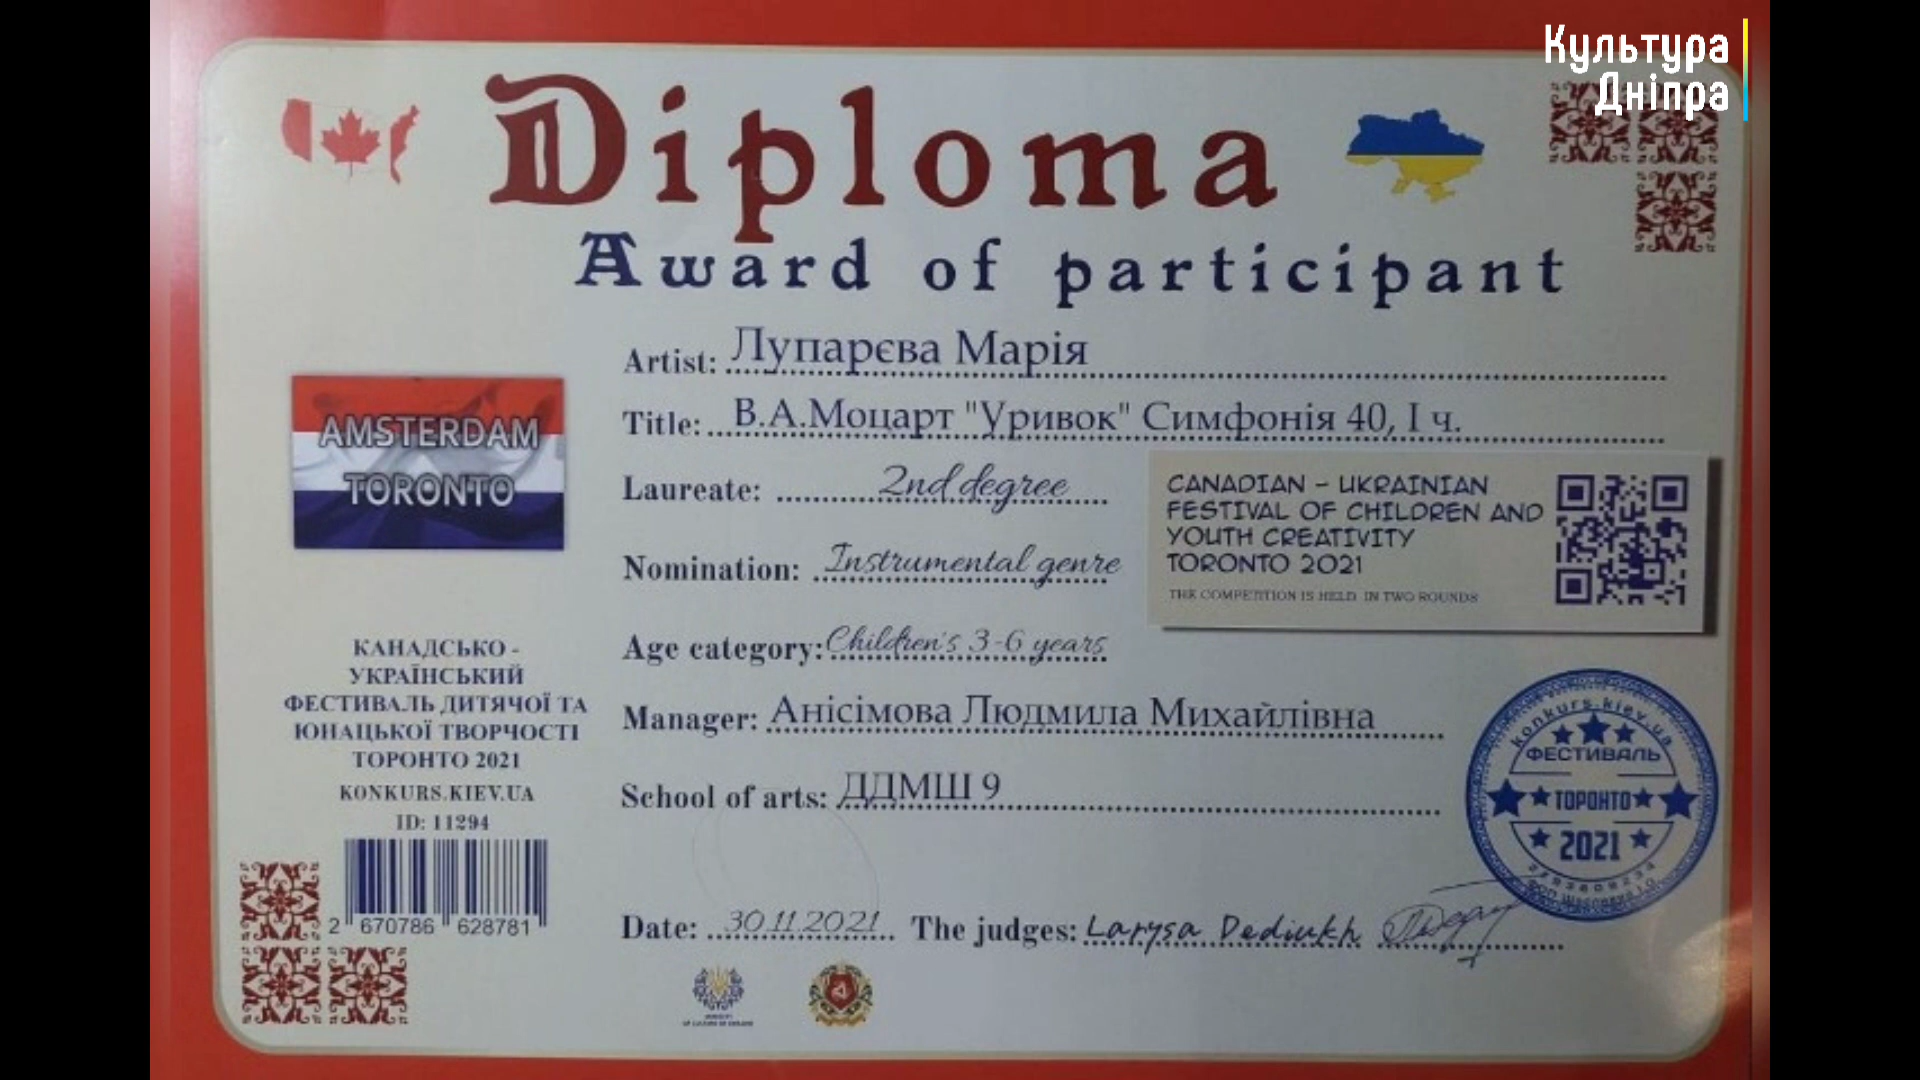 Культура
Дніпра
Diploma
Award of participant
Artist: Лупарєва Марія
Title: В.А.Моцарт "Уривок" Симфонія 40, І ч.
Laureate: 2nd degree
Nomination: Instrumental genre
Age category: Children's 3-6 years
Manager: Анісімова Людмила Михайлівна
School of arts: ДДМШ 9
Date: 30.11.2021. The judges: Larysa Dediukh
AMSTERDAM
TORONTO
CANADIAN - UKRAINIAN
FESTIVAL OF CHILDREN AND
YOUTH CREATIVITY
TORONTO 2021
THE COMPETITION IS HELD IN TWO ROUNDS
КАНАДСЬКО -
УКРАЇНСЬКИЙ
ФЕСТИВАЛЬ ДИТЯЧОЇ ТА
ЮНАЦЬКОЇ ТВОРЧОСТІ
ТОРОНТО 2021
KONKURS.KIEV.UA
ID: 11294
2 670786 628781
konkurs.kiev.ua
ФЕСТИВАЛЬ
ТОРОНТО
2021